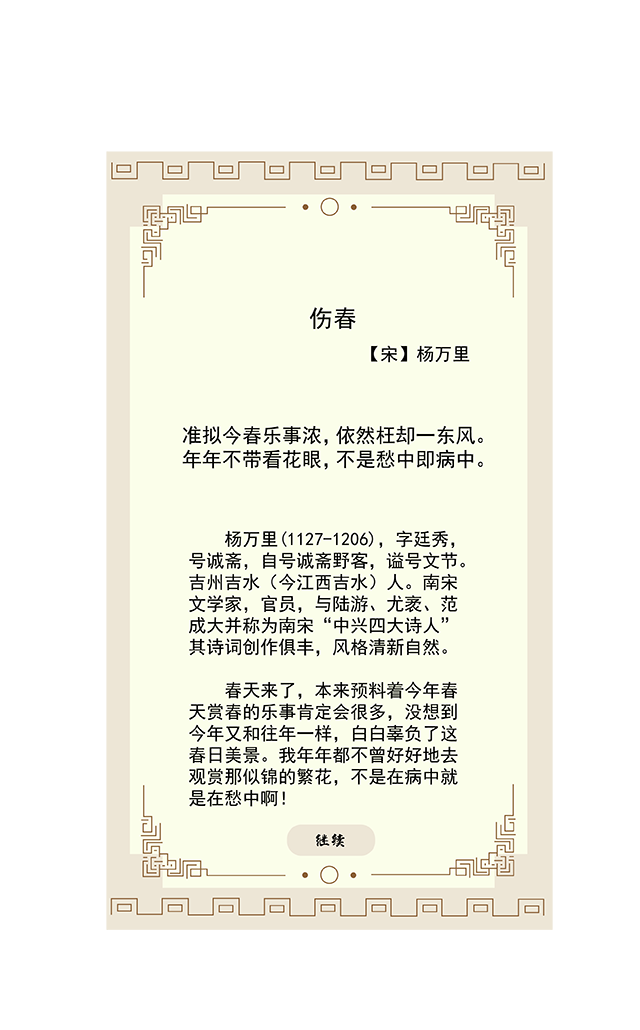 伤春
【宋】杨万里
准拟今春乐事浓，依然枉却一东风。
年年不带看花眼，不是愁中即病中。
杨万里(1127-1206)，字廷秀，
号诚斋，自号诚斋野客，谥号文节。
吉州吉水（今江西吉水）人。南宋
文学家，官员，与陆游、尤袤、范
成大并称为南宋“中兴四大诗人”
其诗词创作俱丰，风格清新自然。
春天来了，本来预料着今年春
天赏春的乐事肯定会很多，没想到
今年又和往年一样，白白辜负了这
春日美景。我年年都不曾好好地去
观赏那似锦的繁花，不是在病中就
是在愁中啊！
继续